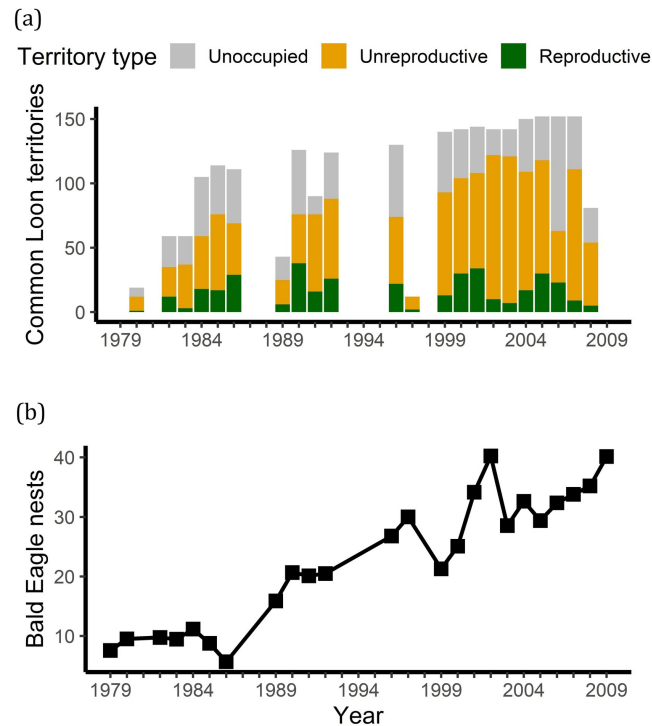 (a)
Territory type Unoccupied Unreproductive Reproductive
Common Loon territories
150
100
50
0
1979 1984 1989 1994 1999 2004 2009
(b)
Bald Eagle nests
40
30
20
10
1979 1984 1989 1994 1999 2004 2009
Year